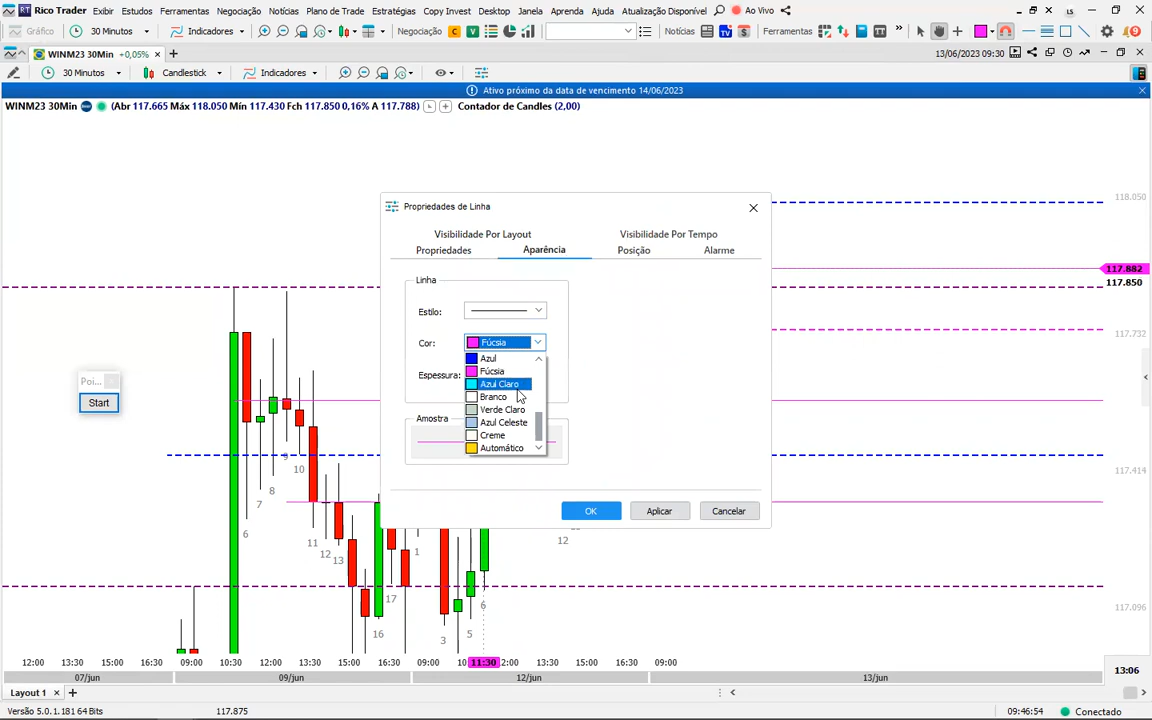 Rico Trader Exibir Estudos Ferramentas Negociação Notícias Plano de Trade Estratégias Copy Invest Desktop Janela Aprenda Ajuda Atualização Disponível Ao Vivo LS
Gráfico 30 Minutos Indicadores Negociação C V Notícias Ferramentas
WINM23 30Min +0,05% 13/06/2023 09:30
30 Minutos Candlestick Indicadores
Ativo próximo da data de vencimento 14/06/2023
WINM23 30Min (Abr 117.665 Máx 118.050 Mín 117.430 Fch 117.850 0,16% A 117.788) L + Contador de Candles (2,00)
118.050
Propriedades de Linha
Visibilidade Por Layout Visibilidade Por Tempo
Propriedades Aparência Posição Alarme
117.882
117.850
Linha
Estilo:
117.732
Cor: Fúcsia
Azul
Fúcsia
Espessura:
Poi...
Azul Claro
Branco
Start
Verde Claro
Amostra
Azul Celeste
Creme
Automático
117.414
9
10
8
7
6
11
12
13
OK Aplicar Cancelar
12
1
17
6
117.096
16
3
5
12:00 13:30 15:00 16:30 09:00 10:30 12:00 13:30 15:00 16:30 09:00 10 11:30 2:00 13:30 15:00 16:30 09:00
07/jun 09/jun 12/jun 13/jun
13:06
Layout 1
Versão 5.0.1.181 64 Bits 117.875 09:46:54 Conectado